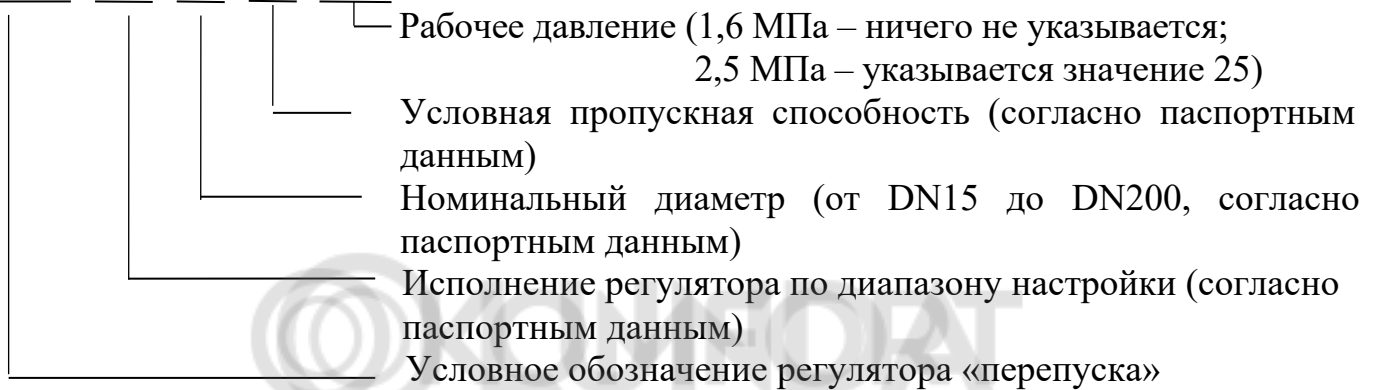 Рабочее давление (1,6 МПа – ничего не указывается;
2,5 МПа – указывается значение 25)
Условная пропускная способность (согласно паспортным
данным)
Номинальный диаметр (от DN15 до DN200, согласно
паспортным данным)
Исполнение регулятора по диапазону настройки (согласно
паспортным данным)
Условное обозначение регулятора «перепуска»